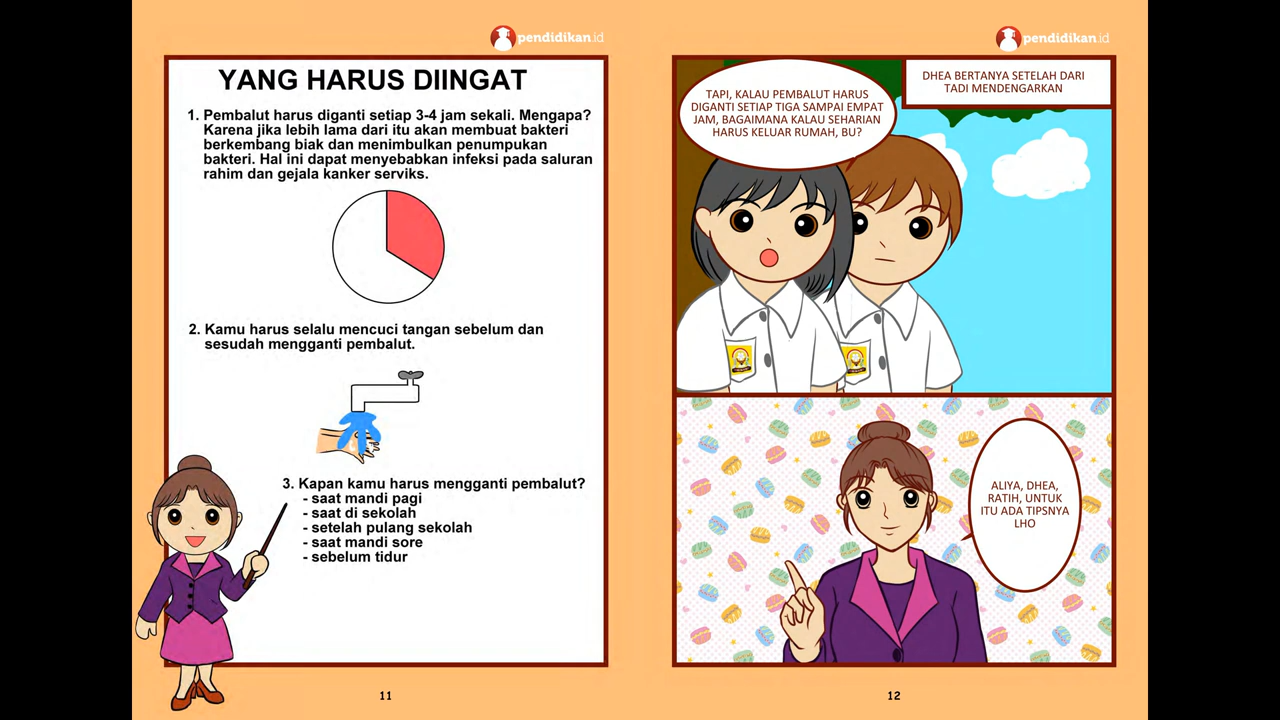 pendidikan.id
YANG HARUS DIINGAT
1. Pembalut harus diganti setiap 3-4 jam sekali. Mengapa?
Karena jika lebih lama dari itu akan membuat bakteri
berkembang biak dan menimbulkan penumpukan
bakteri. Hal ini dapat menyebabkan infeksi pada saluran
rahim dan gejala kanker serviks.
2. Kamu harus selalu mencuci tangan sebelum dan
sesudah mengganti pembalut.
3. Kapan kamu harus mengganti pembalut?
- saat mandi pagi
- saat di sekolah
- setelah pulang sekolah
- saat mandi sore
- sebelum tidur
11
pendidikan.id
DHEA BERTANYA SETELAH DARI
TADI MENDENGARKAN
TAPI, KALAU PEMBALUT HARUS
DIGANTI SETIAP TIGA SAMPAI EMPAT
JAM, BAGAIMANA KALAU SEHARIAN
HARUS KELUAR RUMAH, BU?
ALIYA, DHEA,
RATIH, UNTUK
ITU ADA TIPSNYA
LHO
12